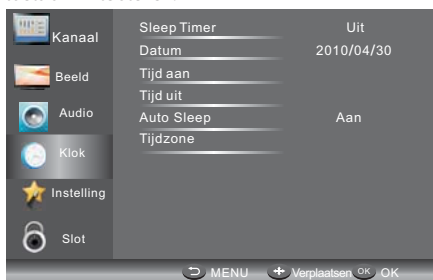 Kanaal
Beeld
Audio
Klok
Instelling
Slot
Sleep Timer Uit
Datum 2010/04/30
Tijd aan
Tijd uit
Auto Sleep Aan
Tijdzone
MENU Verplaatsen OK OK